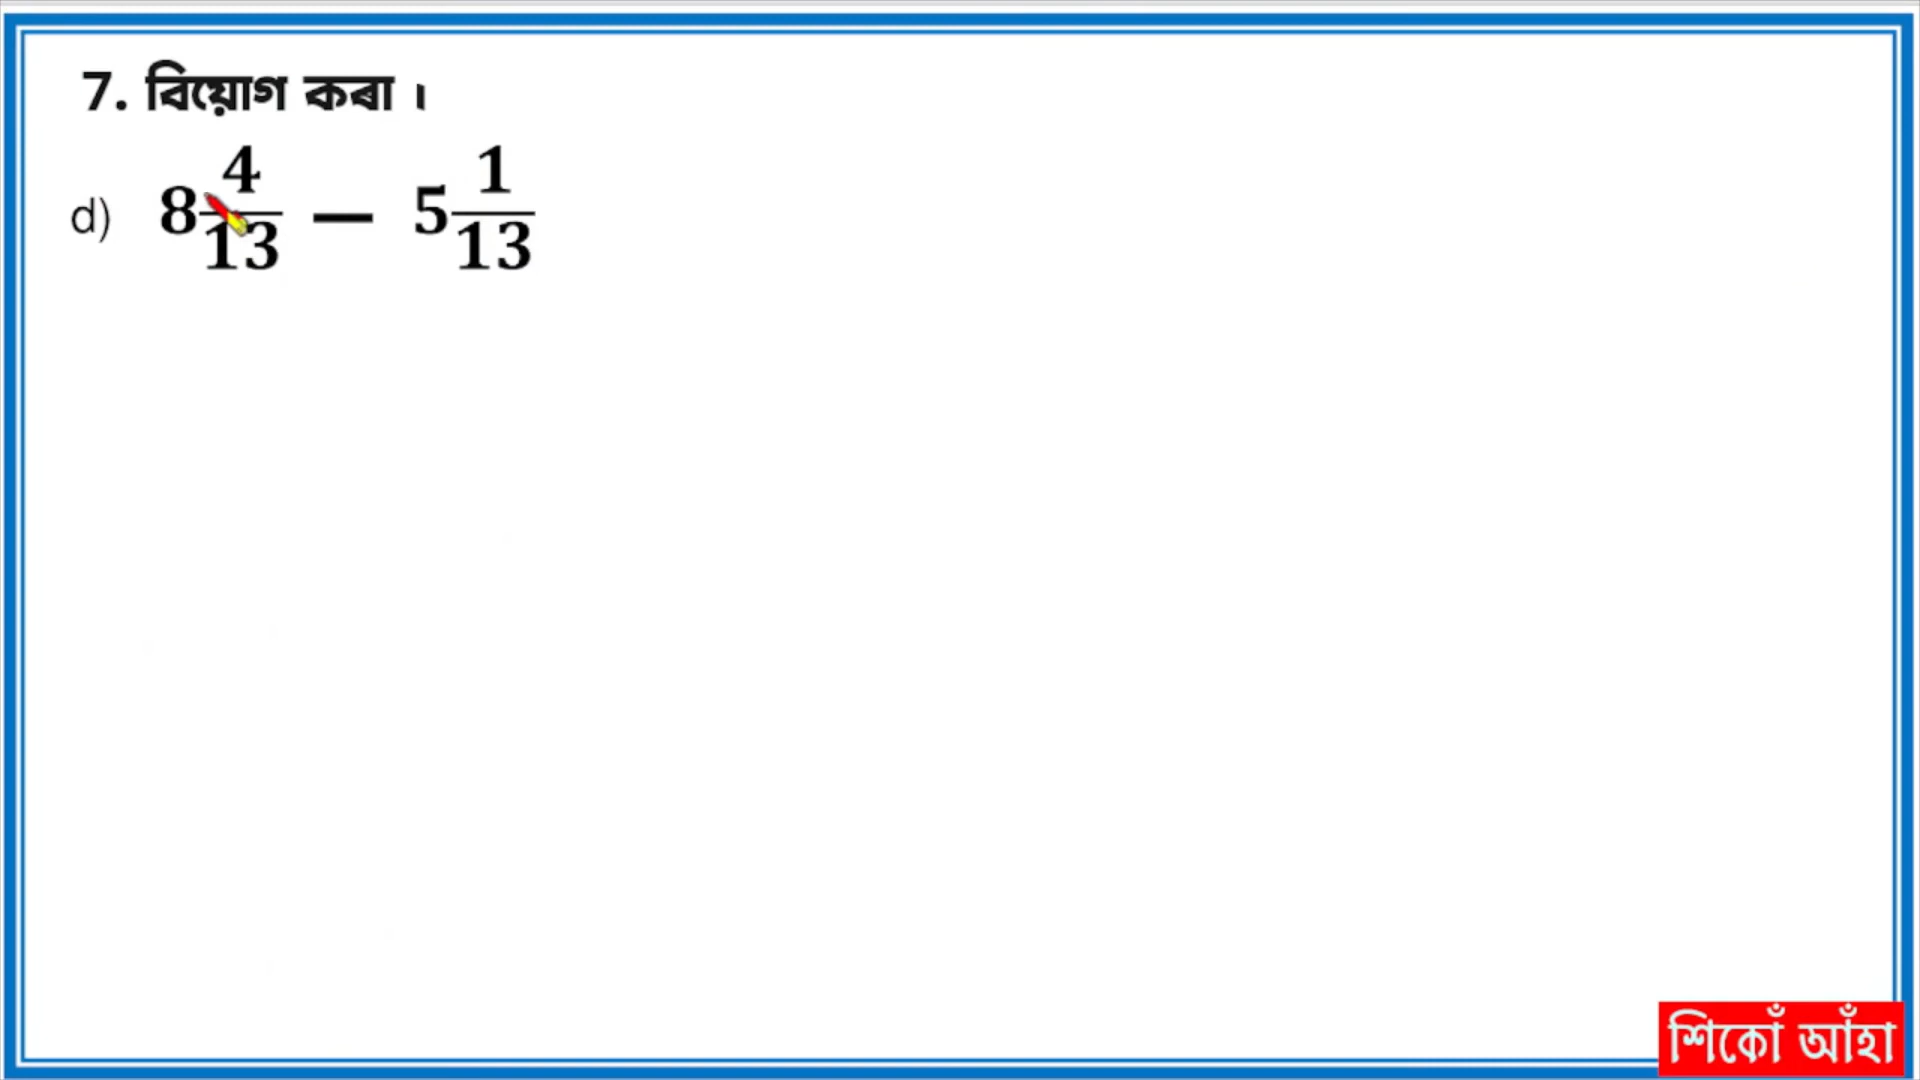 7. বিয়োগ কৰা ।
d) 8 4/13 — 5 1/13
শিকোঁ আঁহা